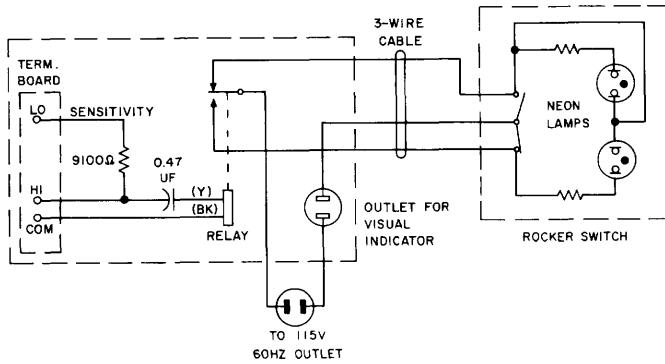 3-WIRE
CABLE
TERM.
BOARD
LO
SENSITIVITY
9100Ω
0.47
UF
HI
(Y)
(BK)
COM
RELAY
NEON
LAMPS
OUTLET FOR
VISUAL
INDICATOR
ROCKER SWITCH
TO 115V
60HZ OUTLET